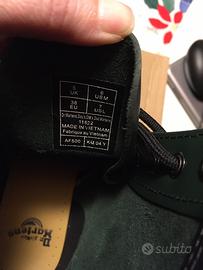 5 6
UK USM
38 7
EU USL
11822
MADE IN VIETNAM
Fabriqué au Vietnam
AF500 KM 04 Y
Dr.
Martens
subito